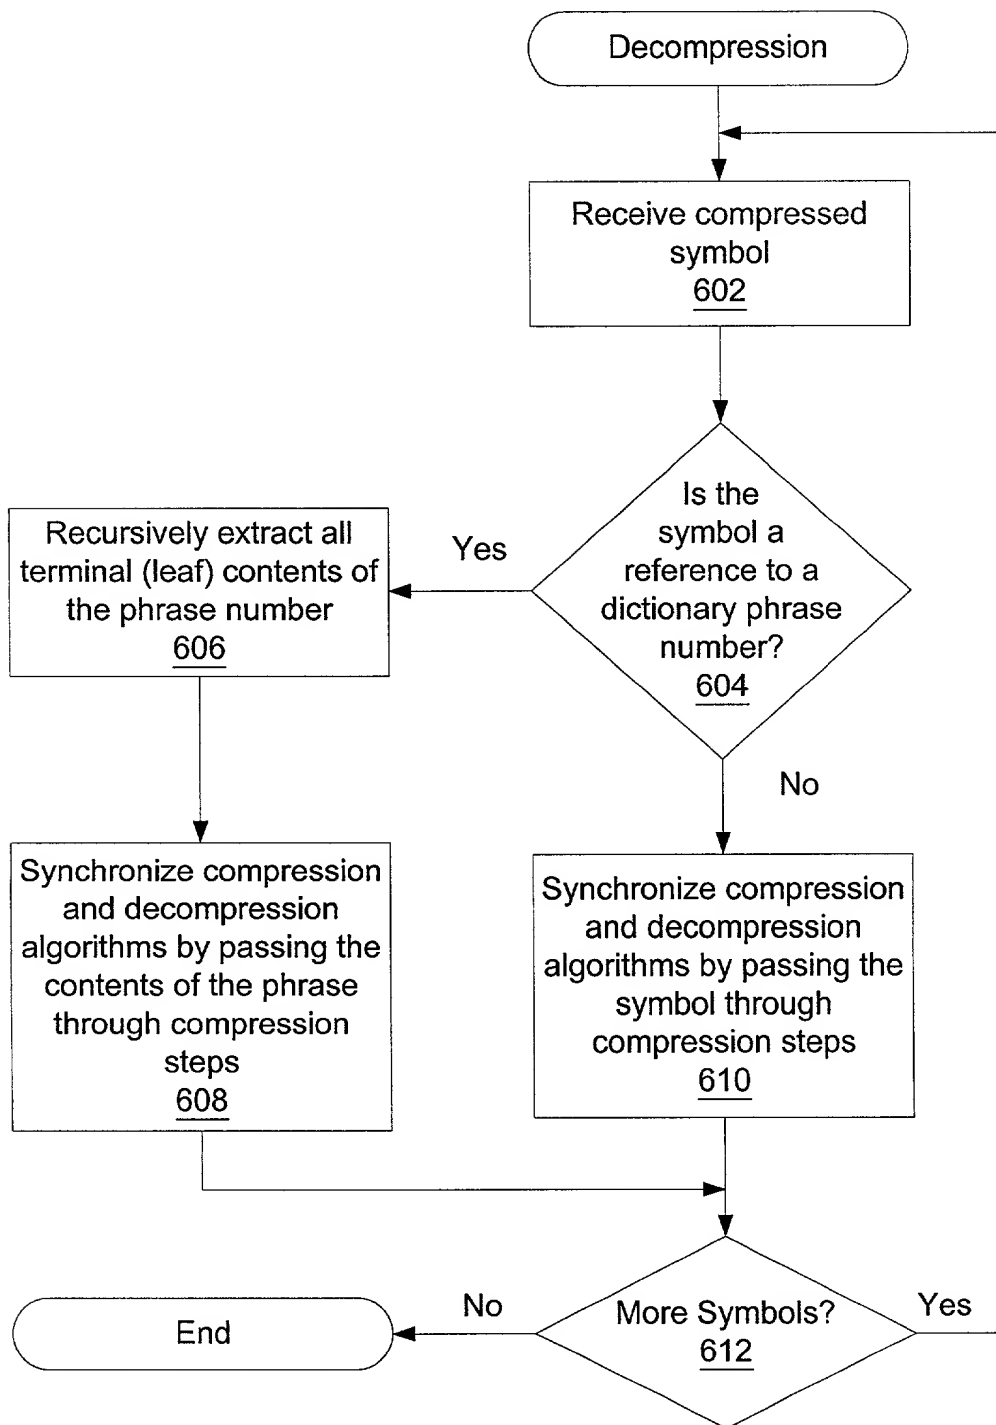 Decompression
Receive compressed
symbol
602
Is the
symbol a
reference to a
dictionary phrase
number?
604
Yes
Recursively extract all
terminal (leaf) contents of
the phrase number
606
No
Synchronize compression
and decompression
algorithms by passing the
contents of the phrase
through compression
steps
608
Synchronize compression
and decompression
algorithms by passing the
symbol through
compression steps
610
More Symbols?
612
Yes
No
End